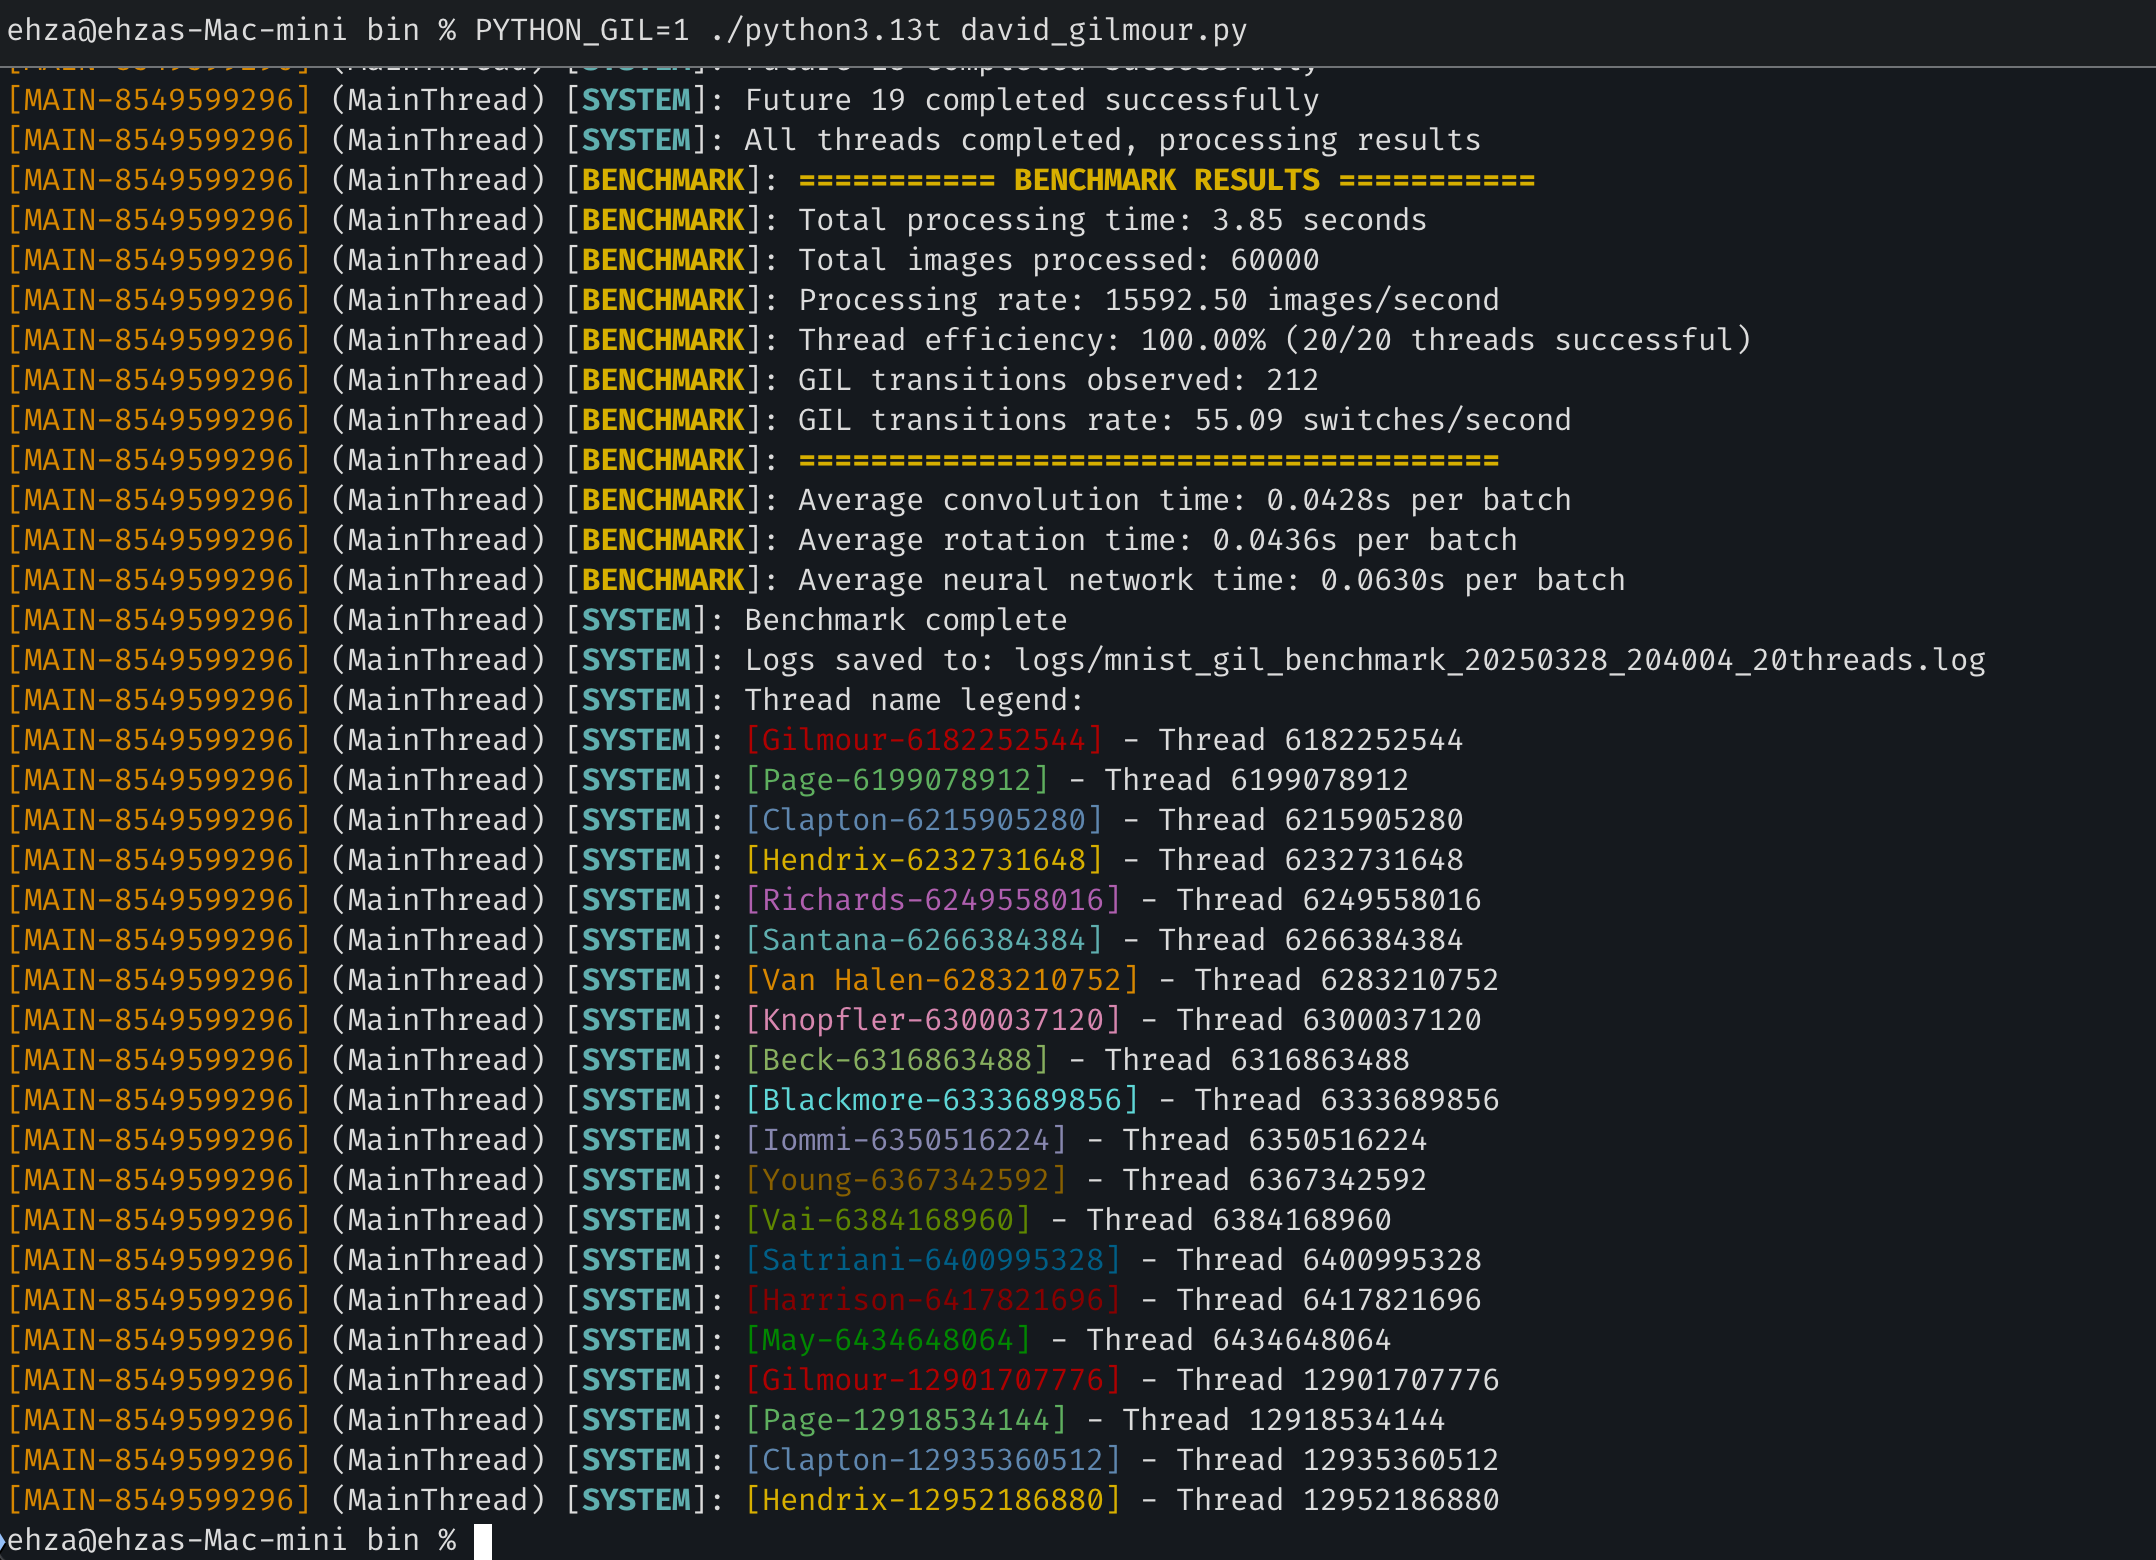 ehza@ehzas-Mac-mini bin % PYTHON_GIL=1 ./python3.13t david_gilmour.py
[MAIN-8549599296] (MainThread) [SYSTEM]: Future 19 completed successfully
[MAIN-8549599296] (MainThread) [SYSTEM]: All threads completed, processing results
[MAIN-8549599296] (MainThread) [BENCHMARK]: =========== BENCHMARK RESULTS ===========
[MAIN-8549599296] (MainThread) [BENCHMARK]: Total processing time: 3.85 seconds
[MAIN-8549599296] (MainThread) [BENCHMARK]: Total images processed: 60000
[MAIN-8549599296] (MainThread) [BENCHMARK]: Processing rate: 15592.50 images/second
[MAIN-8549599296] (MainThread) [BENCHMARK]: Thread efficiency: 100.00% (20/20 threads successful)
[MAIN-8549599296] (MainThread) [BENCHMARK]: GIL transitions observed: 212
[MAIN-8549599296] (MainThread) [BENCHMARK]: GIL transitions rate: 55.09 switches/second
[MAIN-8549599296] (MainThread) [BENCHMARK]: =======================================
[MAIN-8549599296] (MainThread) [BENCHMARK]: Average convolution time: 0.0428s per batch
[MAIN-8549599296] (MainThread) [BENCHMARK]: Average rotation time: 0.0436s per batch
[MAIN-8549599296] (MainThread) [BENCHMARK]: Average neural network time: 0.0630s per batch
[MAIN-8549599296] (MainThread) [SYSTEM]: Benchmark complete
[MAIN-8549599296] (MainThread) [SYSTEM]: Logs saved to: logs/mnist_gil_benchmark_20250328_204004_20threads.log
[MAIN-8549599296] (MainThread) [SYSTEM]: Thread name legend:
[MAIN-8549599296] (MainThread) [SYSTEM]: [Gilmour-6182252544] - Thread 6182252544
[MAIN-8549599296] (MainThread) [SYSTEM]: [Page-6199078912] - Thread 6199078912
[MAIN-8549599296] (MainThread) [SYSTEM]: [Clapton-6215905280] - Thread 6215905280
[MAIN-8549599296] (MainThread) [SYSTEM]: [Hendrix-6232731648] - Thread 6232731648
[MAIN-8549599296] (MainThread) [SYSTEM]: [Richards-6249558016] - Thread 6249558016
[MAIN-8549599296] (MainThread) [SYSTEM]: [Santana-6266384384] - Thread 6266384384
[MAIN-8549599296] (MainThread) [SYSTEM]: [Van Halen-6283210752] - Thread 6283210752
[MAIN-8549599296] (MainThread) [SYSTEM]: [Knopfler-6300037120] - Thread 6300037120
[MAIN-8549599296] (MainThread) [SYSTEM]: [Beck-6316863488] - Thread 6316863488
[MAIN-8549599296] (MainThread) [SYSTEM]: [Blackmore-6333689856] - Thread 6333689856
[MAIN-8549599296] (MainThread) [SYSTEM]: [Iommi-6350516224] - Thread 6350516224
[MAIN-8549599296] (MainThread) [SYSTEM]: [Young-6367342592] - Thread 6367342592
[MAIN-8549599296] (MainThread) [SYSTEM]: [Vai-6384168960] - Thread 6384168960
[MAIN-8549599296] (MainThread) [SYSTEM]: [Satriani-6400995328] - Thread 6400995328
[MAIN-8549599296] (MainThread) [SYSTEM]: [Harrison-6417821696] - Thread 6417821696
[MAIN-8549599296] (MainThread) [SYSTEM]: [May-6434648064] - Thread 6434648064
[MAIN-8549599296] (MainThread) [SYSTEM]: [Gilmour-12901707776] - Thread 12901707776
[MAIN-8549599296] (MainThread) [SYSTEM]: [Page-12918534144] - Thread 12918534144
[MAIN-8549599296] (MainThread) [SYSTEM]: [Clapton-12935360512] - Thread 12935360512
[MAIN-8549599296] (MainThread) [SYSTEM]: [Hendrix-12952186880] - Thread 12952186880
ehza@ehzas-Mac-mini bin %